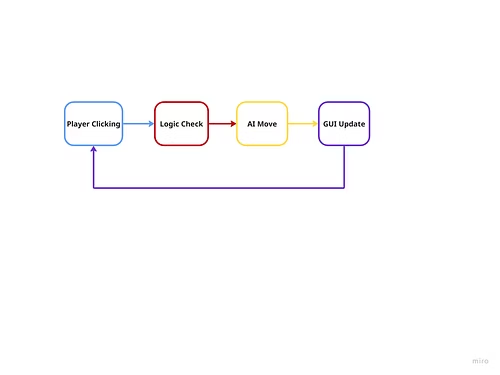 Player Clicking
Logic Check
AI Move
GUI Update
miro